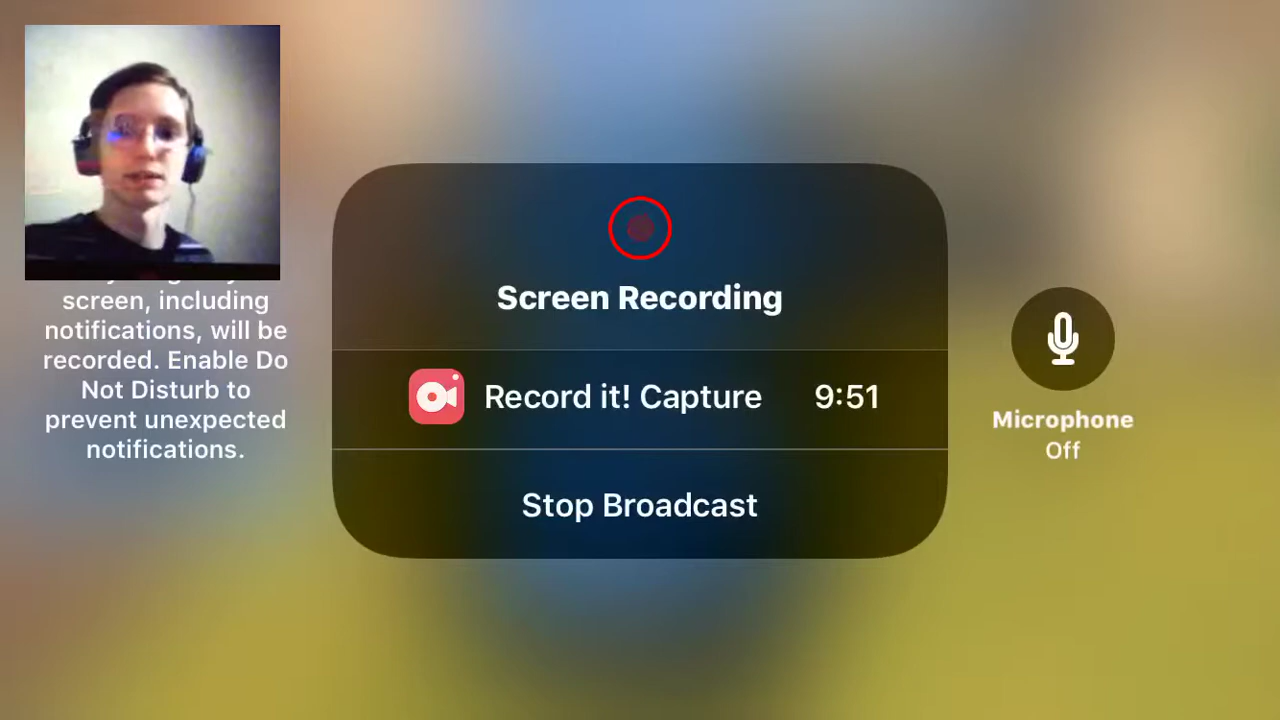 screen, including
notifications, will be
recorded. Enable Do
Not Disturb to
prevent unexpected
notifications.
Screen Recording
Record it! Capture 9:51
Stop Broadcast
Microphone
Off